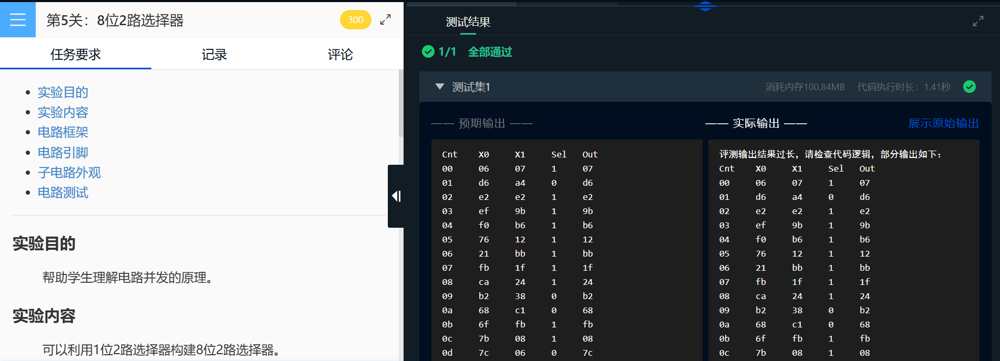 第5关：8位2路选择器
300
任务要求 记录 评论
实验目的
实验内容
电路框架
电路引脚
子电路外观
电路测试
实验目的
帮助学生理解电路并发的原理。
实验内容
可以利用1位2路选择器构建8位2路选择器。
测试结果
1/1 全部通过
测试集1 消耗内存100.84MB 代码执行时长：1.41秒
—— 预期输出 ——
Cnt X0 X1 Sel Out
00 06 07 1 07
01 d6 a4 0 d6
02 e2 e2 1 e2
03 ef 9b 1 9b
04 f0 b6 1 b6
05 76 12 1 12
06 21 bb 1 bb
07 fb 1f 1 1f
08 ca 24 1 24
09 b2 38 0 b2
0a 68 c1 0 68
0b 6f fb 1 fb
0c 7b 08 1 08
0d 7c 06 0 7c
—— 实际输出 —— 展示原始输出
评测输出结果过长，请检查代码逻辑，部分输出如下：
Cnt X0 X1 Sel Out
00 06 07 1 07
01 d6 a4 0 d6
02 e2 e2 1 e2
03 ef 9b 1 9b
04 f0 b6 1 b6
05 76 12 1 12
06 21 bb 1 bb
07 fb 1f 1 1f
08 ca 24 1 24
09 b2 38 0 b2
0a 68 c1 0 68
0b 6f fb 1 fb
0c 7b 08 1 08